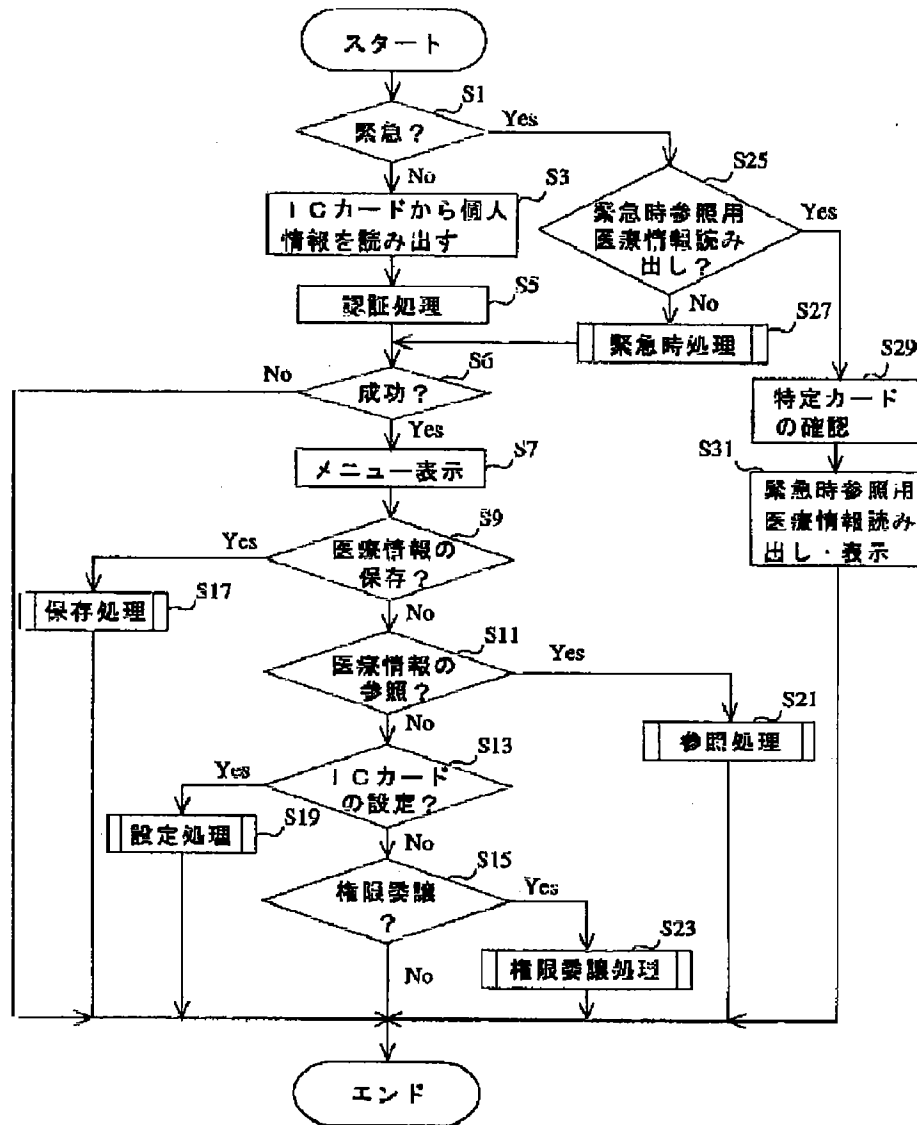 スタート
S1
緊急？
Yes
No
S3
ＩＣカードから個人
情報を読み出す
S25
緊急時参照用
医療情報読み
出し？
Yes
No
S5
認証処理
S27
緊急時処理
S6
成功？
No
Yes
S29
特定カード
の確認
S7
メニュー表示
S31
緊急時参照用
医療情報読み
出し・表示
S9
医療情報の
保存？
Yes
No
S17
保存処理
S11
医療情報の
参照？
Yes
No
S21
参照処理
S13
ＩＣカード
の設定？
Yes
No
S19
設定処理
S15
権限委譲
？
Yes
No
S23
権限委譲処理
エンド